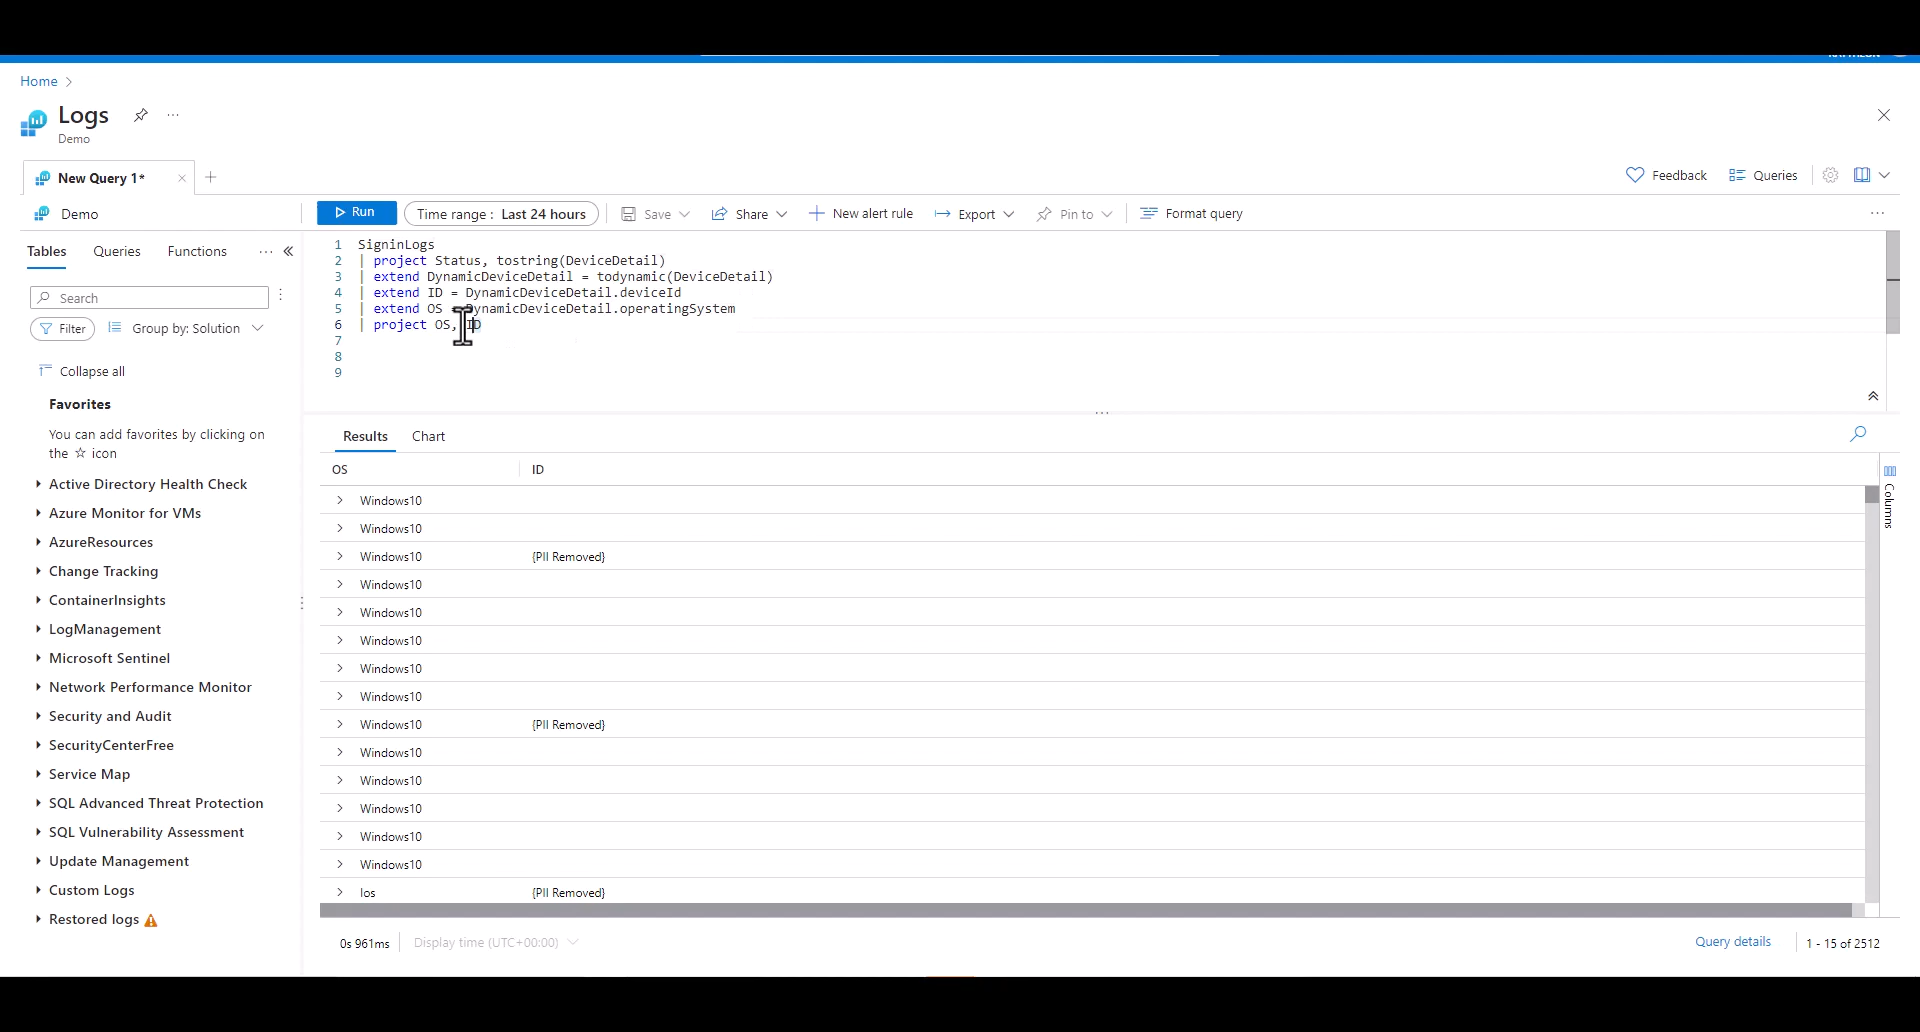 Home >
Logs
Demo
New Query 1*
Feedback
Queries
Demo
Run
Time range : Last 24 hours
Save
Share
New alert rule
Export
Pin to
Format query
Tables
Queries
Functions
Search
Filter
Group by: Solution
Collapse all
Favorites
You can add favorites by clicking on
the ☆ icon
Active Directory Health Check
Azure Monitor for VMs
AzureResources
Change Tracking
ContainerInsights
LogManagement
Microsoft Sentinel
Network Performance Monitor
Security and Audit
SecurityCenterFree
Service Map
SQL Advanced Threat Protection
SQL Vulnerability Assessment
Update Management
Custom Logs
Restored logs
1 SigninLogs
2 | project Status, tostring(DeviceDetail)
3 | extend DynamicDeviceDetail = todynamic(DeviceDetail)
4 | extend ID = DynamicDeviceDetail.deviceId
5 | extend OS = DynamicDeviceDetail.operatingSystem
6 | project OS, ID
7
8
9
Results
Chart
OS ID
Windows10
Windows10
Windows10 {PII Removed}
Windows10
Windows10
Windows10
Windows10
Windows10
Windows10 {PII Removed}
Windows10
Windows10
Windows10
Windows10
Windows10
Ios {PII Removed}
Columns
0s 961ms
Display time (UTC+00:00)
Query details
1 - 15 of 2512